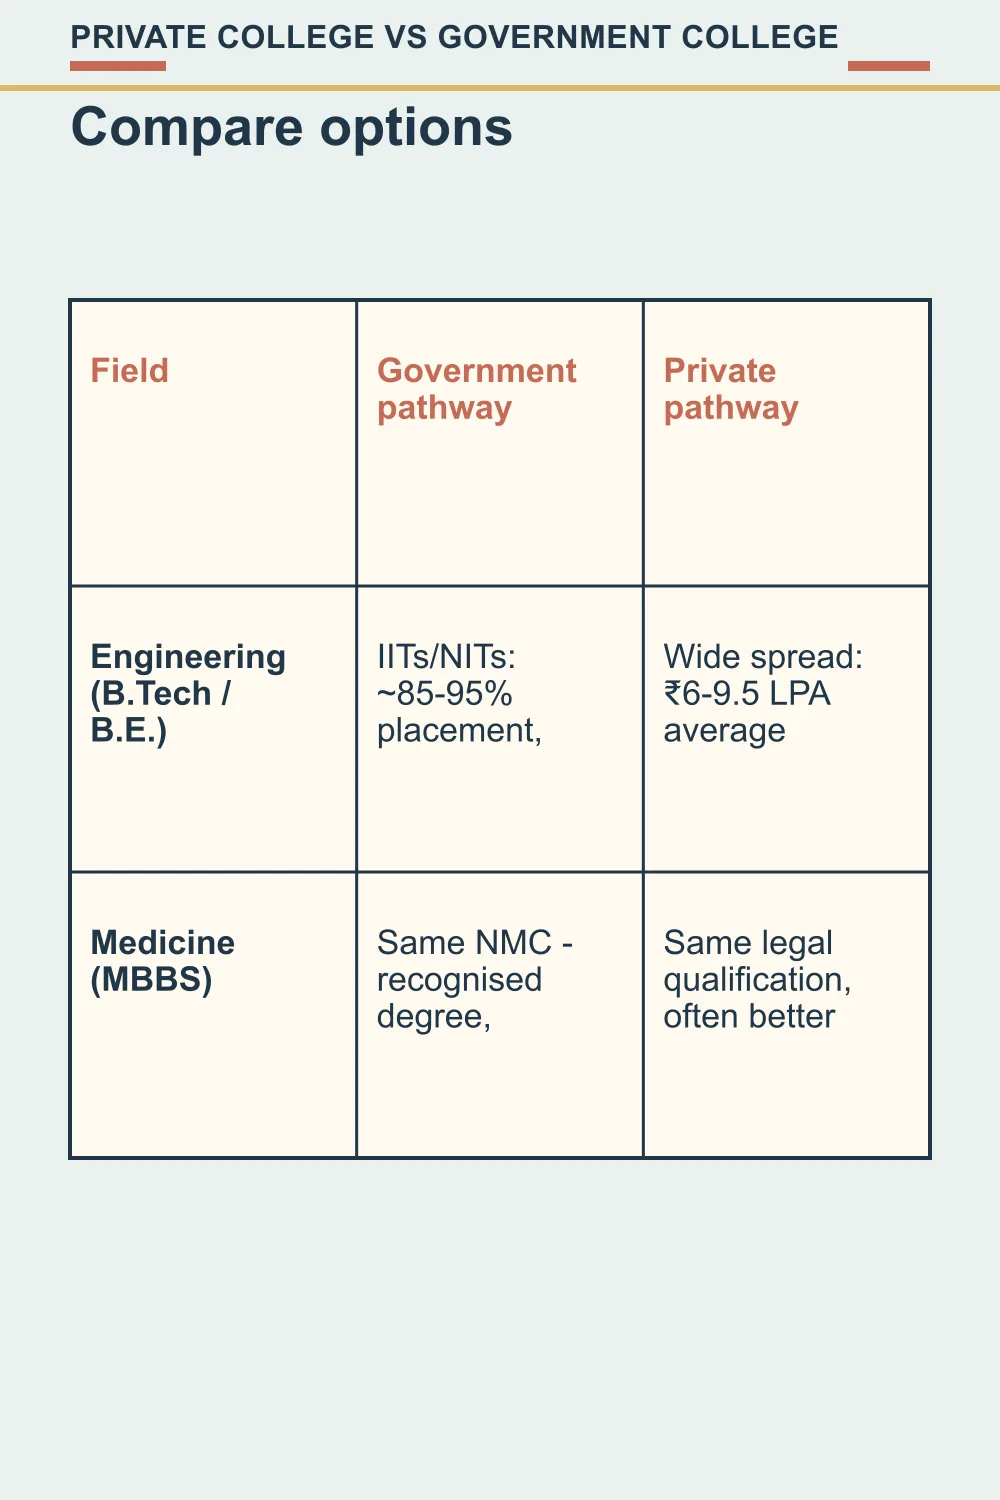 PRIVATE COLLEGE VS GOVERNMENT COLLEGE
Compare options
Field
Government
pathway
Private
pathway
Engineering
(B.Tech /
B.E.)
IITs/NITs:
~85-95%
placement,
Wide spread:
₹6-9.5 LPA
average
Medicine
(MBBS)
Same NMC -
recognised
degree,
Same legal
qualification,
often better